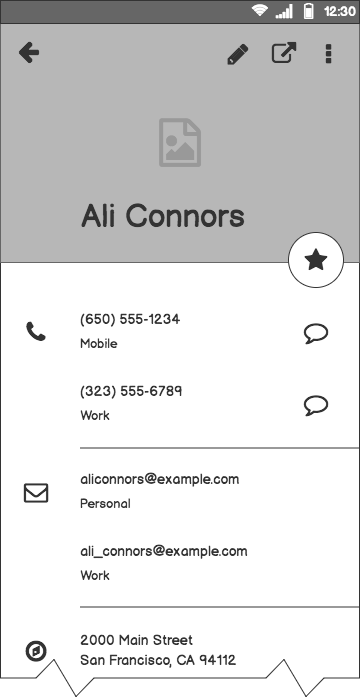 12:30
Ali Connors
(650) 555-1234
Mobile
(323) 555-6789
Work
aliconnors@example.com
Personal
ali_connors@example.com
Work
2000 Main Street
San Francisco, CA 94112